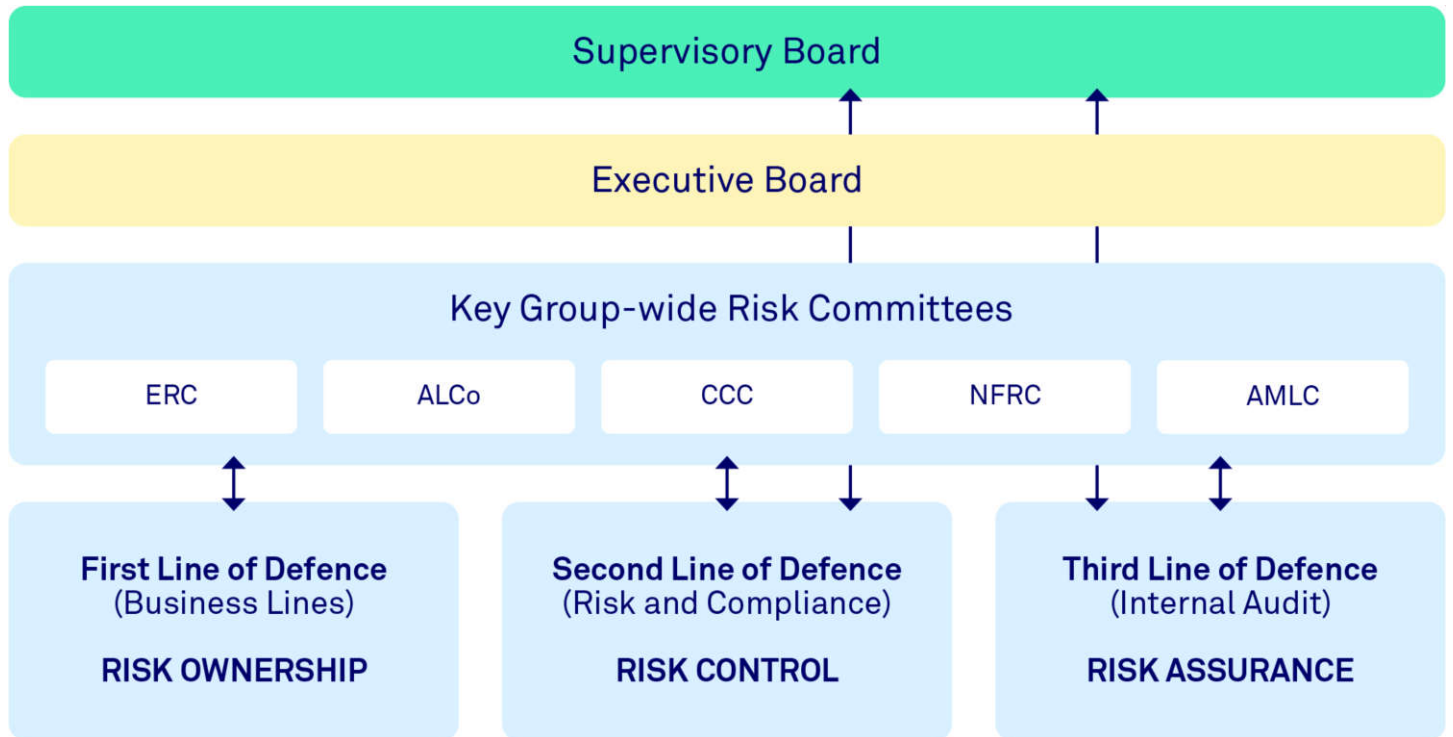 Supervisory Board
Executive Board
Key Group-wide Risk Committees
ERC
ALCo
CCC
NFRC
AMLC
First Line of Defence
(Business Lines)
RISK OWNERSHIP
Second Line of Defence
(Risk and Compliance)
RISK CONTROL
Third Line of Defence
(Internal Audit)
RISK ASSURANCE